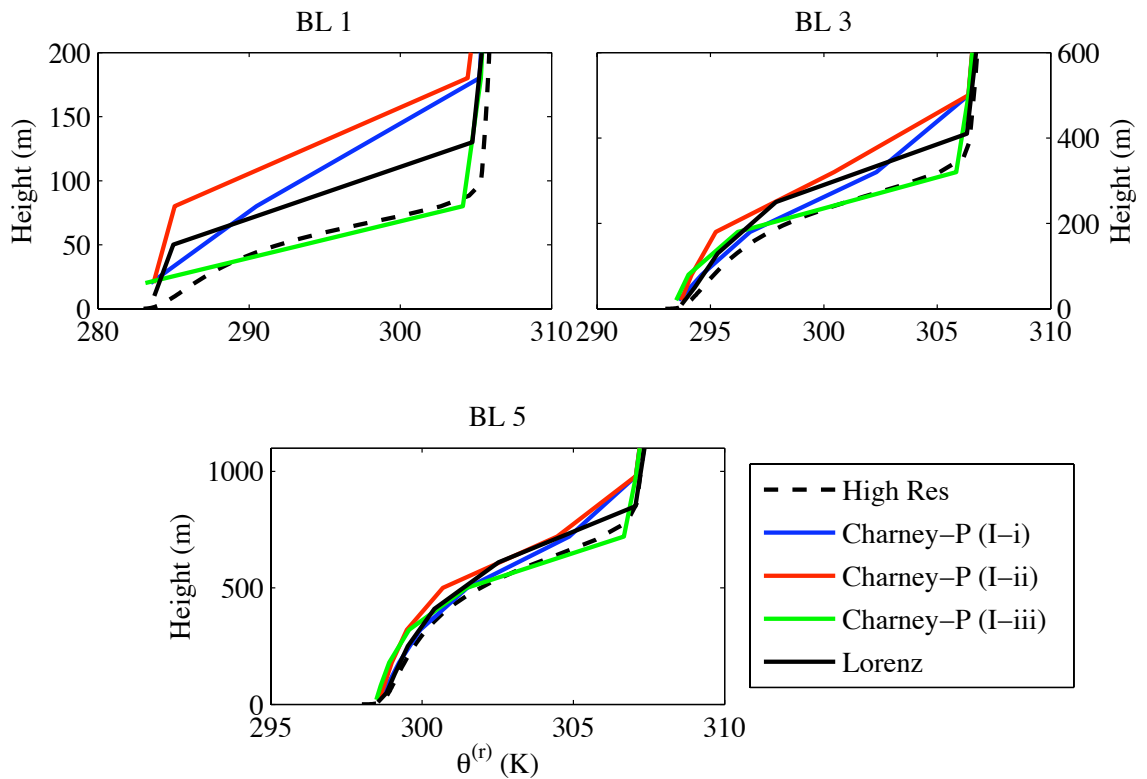 BL 1
BL 3
200
150
100
50
0
Height (m)
280
290
300
310
600
400
200
0
Height (m)
290
295
300
305
310
BL 5
1000
500
0
Height (m)
295
300
305
310
θ(r) (K)
High Res
Charney–P (I–i)
Charney–P (I–ii)
Charney–P (I–iii)
Lorenz